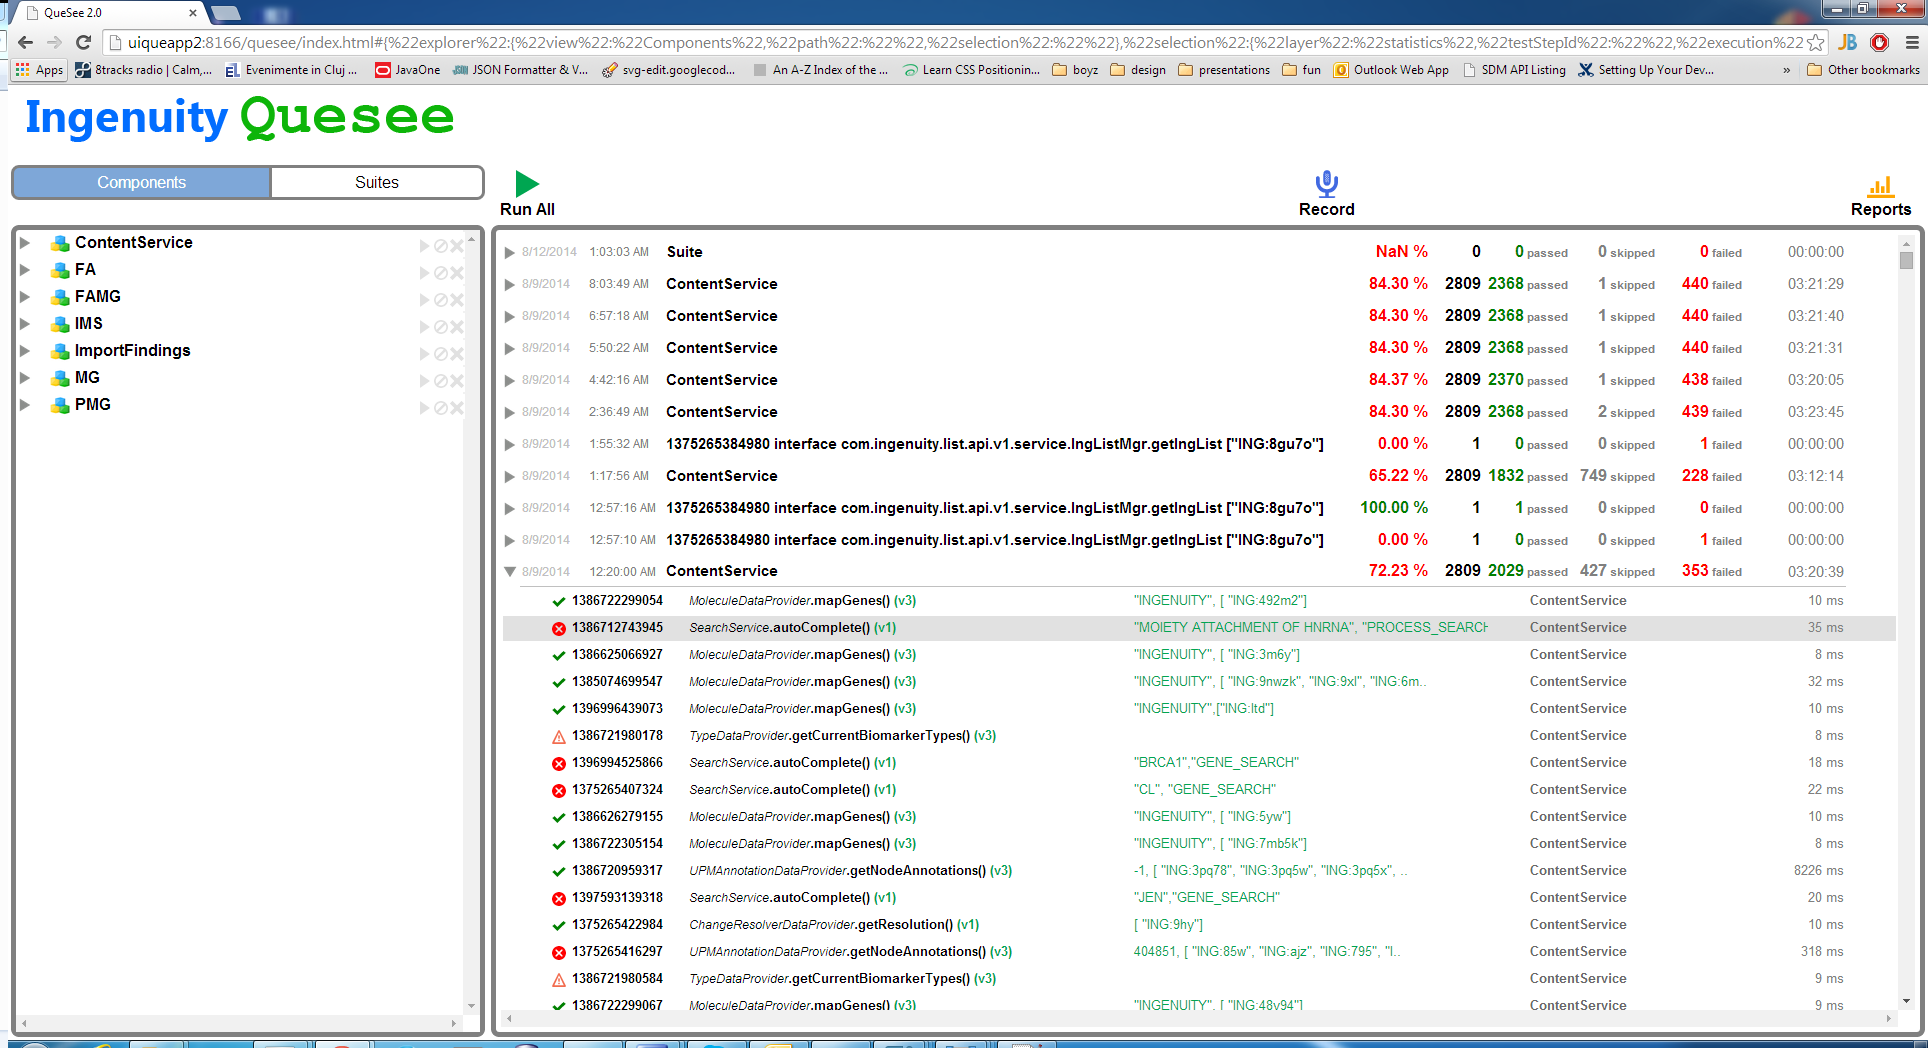 QueSee 2.0
uiqueapp2:8166/quesee/index.html#{%22explorer%22:{%22view%22:%22Components%22,%22path%22:%22%22,%22selection%22:%22%22},%22selection%22:{%22layer%22:%22statistics%22,%22testStepId%22:%22%22,%22execution%22
Apps 8tracks radio | Calm,... Evenimente in Cluj ... JavaOne JSON Formatter & V... svg-edit.googlecod... An A-Z Index of the ... Learn CSS Positionin... boyz design presentations fun Outlook Web App SDM API Listing Setting Up Your Dev... » Other bookmarks
Ingenuity Quesee
Components Suites
Run All Record Reports
ContentService
FA
FAMG
IMS
ImportFindings
MG
PMG
8/12/2014 1:03:03 AM Suite NaN % 0 0 passed 0 skipped 0 failed 00:00:00
8/9/2014 8:03:49 AM ContentService 84.30 % 2809 2368 passed 1 skipped 440 failed 03:21:29
8/9/2014 6:57:18 AM ContentService 84.30 % 2809 2368 passed 1 skipped 440 failed 03:21:40
8/9/2014 5:50:22 AM ContentService 84.30 % 2809 2368 passed 1 skipped 440 failed 03:21:31
8/9/2014 4:42:16 AM ContentService 84.37 % 2809 2370 passed 1 skipped 438 failed 03:20:05
8/9/2014 2:36:49 AM ContentService 84.30 % 2809 2368 passed 2 skipped 439 failed 03:23:45
8/9/2014 1:55:32 AM 1375265384980 interface com.ingenuity.list.api.v1.service.IngListMgr.getIngList ["ING:8gu7o"] 0.00 % 1 0 passed 0 skipped 1 failed 00:00:00
8/9/2014 1:17:56 AM ContentService 65.22 % 2809 1832 passed 749 skipped 228 failed 03:12:14
8/9/2014 12:57:16 AM 1375265384980 interface com.ingenuity.list.api.v1.service.IngListMgr.getIngList ["ING:8gu7o"] 100.00 % 1 1 passed 0 skipped 0 failed 00:00:00
8/9/2014 12:57:10 AM 1375265384980 interface com.ingenuity.list.api.v1.service.IngListMgr.getIngList ["ING:8gu7o"] 0.00 % 1 0 passed 0 skipped 1 failed 00:00:00
8/9/2014 12:20:00 AM ContentService 72.23 % 2809 2029 passed 427 skipped 353 failed 03:20:39
1386722299054 MoleculeDataProvider.mapGenes() (v3) "INGENUITY", [ "ING:492m2"] ContentService 10 ms
1386712743945 SearchService.autoComplete() (v1) "MOIETY ATTACHMENT OF HNRNA", "PROCESS_SEARCH ContentService 35 ms
1386625066927 MoleculeDataProvider.mapGenes() (v3) "INGENUITY", [ "ING:3m6y"] ContentService 8 ms
1385074699547 MoleculeDataProvider.mapGenes() (v3) "INGENUITY", [ "ING:9nwzk", "ING:9xl", "ING:6m.. ContentService 32 ms
1396996439073 MoleculeDataProvider.mapGenes() (v3) "INGENUITY",["ING:ltd"] ContentService 10 ms
1386721980178 TypeDataProvider.getCurrentBiomarkerTypes() (v3) ContentService 8 ms
1396994525866 SearchService.autoComplete() (v1) "BRCA1","GENE_SEARCH" ContentService 18 ms
1375265407324 SearchService.autoComplete() (v1) "CL", "GENE_SEARCH" ContentService 22 ms
1386626279155 MoleculeDataProvider.mapGenes() (v3) "INGENUITY", [ "ING:5yw"] ContentService 10 ms
1386722305154 MoleculeDataProvider.mapGenes() (v3) "INGENUITY", [ "ING:7mb5k"] ContentService 8 ms
1386720959317 UPMAnnotationDataProvider.getNodeAnnotations() (v3) -1, [ "ING:3pq78", "ING:3pq5w", "ING:3pq5x", .. ContentService 8226 ms
1397593139318 SearchService.autoComplete() (v1) "JEN","GENE_SEARCH" ContentService 20 ms
1375265422984 ChangeResolverDataProvider.getResolution() (v1) [ "ING:9hy"] ContentService 10 ms
1375265416297 UPMAnnotationDataProvider.getNodeAnnotations() (v3) 404851, [ "ING:85w", "ING:ajz", "ING:795", "I.. ContentService 318 ms
1386721980584 TypeDataProvider.getCurrentBiomarkerTypes() (v3) ContentService 9 ms
1386722299067 MoleculeDataProvider.mapGenes() (v3) "INGENUITY", [ "ING:48v94"] ContentService 9 ms